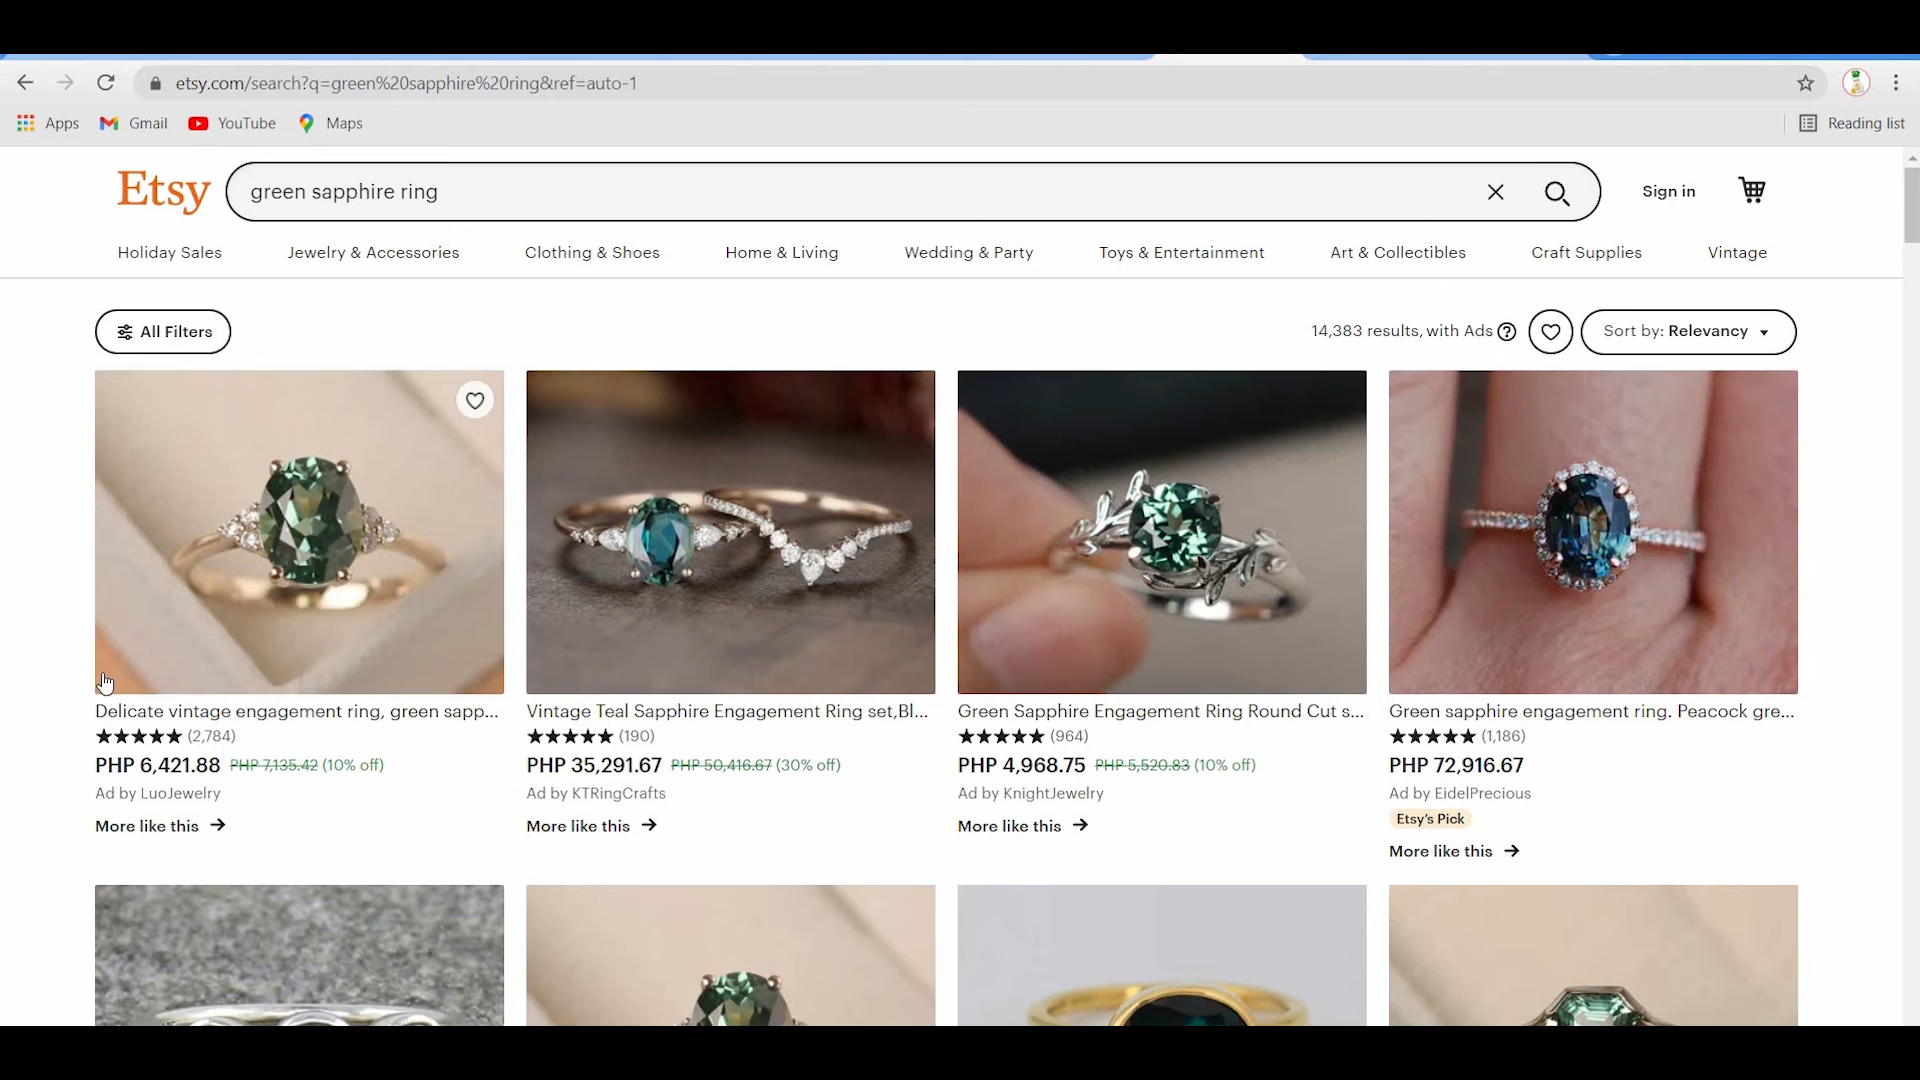 etsy.com/search?q=green%20sapphire%20ring&ref=auto-1
Apps Gmail YouTube Maps Reading list
Etsy green sapphire ring Sign in
Holiday Sales Jewelry & Accessories Clothing & Shoes Home & Living Wedding & Party Toys & Entertainment Art & Collectibles Craft Supplies Vintage
All Filters 14,383 results, with Ads ? Sort by: Relevancy
Delicate vintage engagement ring, green sapp...
(2,784)
PHP 6,421.88 PHP 7,135.42 (10% off)
Ad by LuoJewelry
More like this
Vintage Teal Sapphire Engagement Ring set,Bl...
(190)
PHP 35,291.67 PHP 50,416.67 (30% off)
Ad by KTRingCrafts
More like this
Green Sapphire Engagement Ring Round Cut s...
(964)
PHP 4,968.75 PHP 5,520.83 (10% off)
Ad by KnightJewelry
More like this
Green sapphire engagement ring. Peacock gre...
(1,186)
PHP 72,916.67
Ad by EidelPrecious
Etsy's Pick
More like this